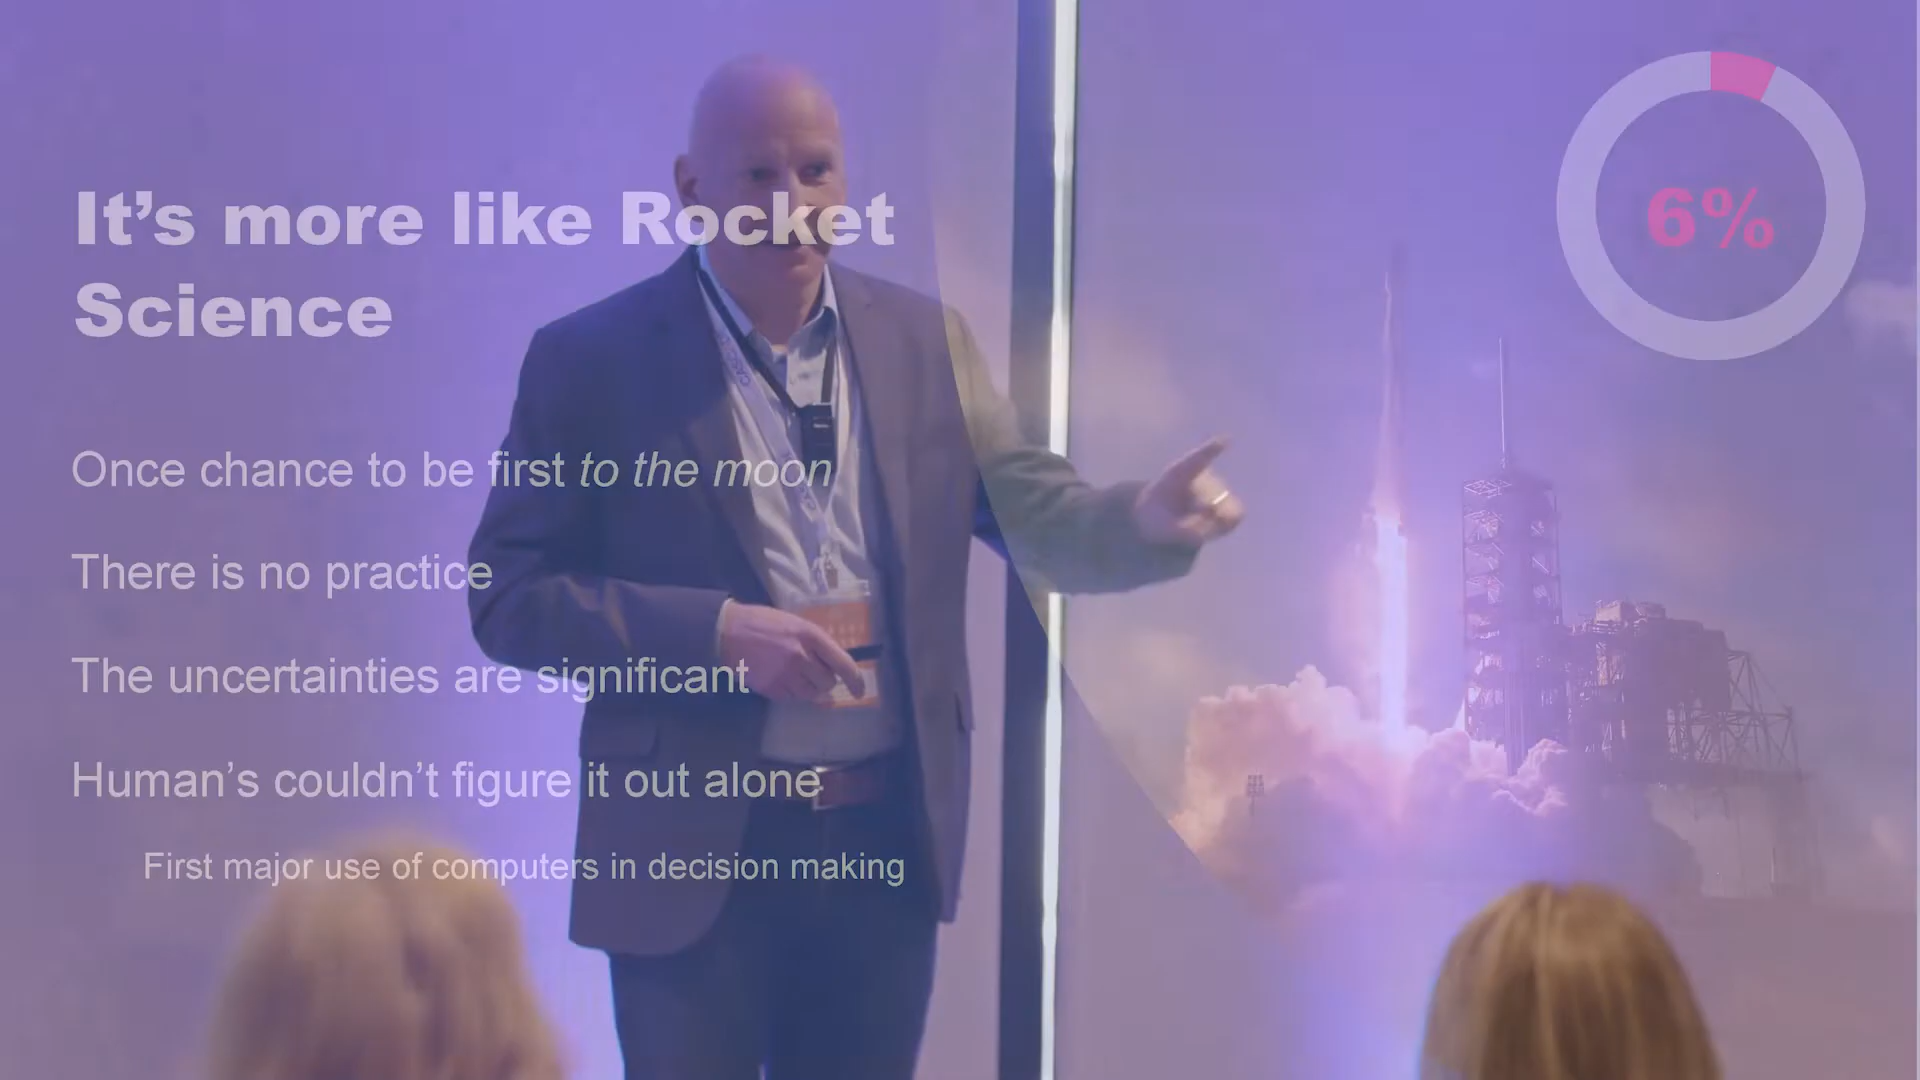 It’s more like Rocket
Science
6%
Once chance to be first to the moon
There is no practice
The uncertainties are significant
Human’s couldn’t figure it out alone
First major use of computers in decision making